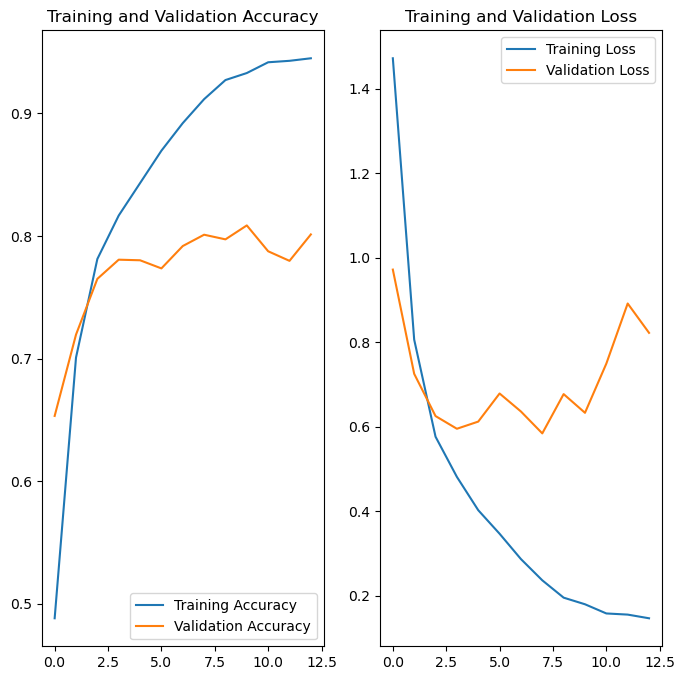 Training and Validation Accuracy
0.9
0.8
0.7
0.6
0.5
0.0 2.5 5.0 7.5 10.0 12.5
Training Accuracy
Validation Accuracy
Training and Validation Loss
1.4
1.2
1.0
0.8
0.6
0.4
0.2
0.0 2.5 5.0 7.5 10.0 12.5
Training Loss
Validation Loss